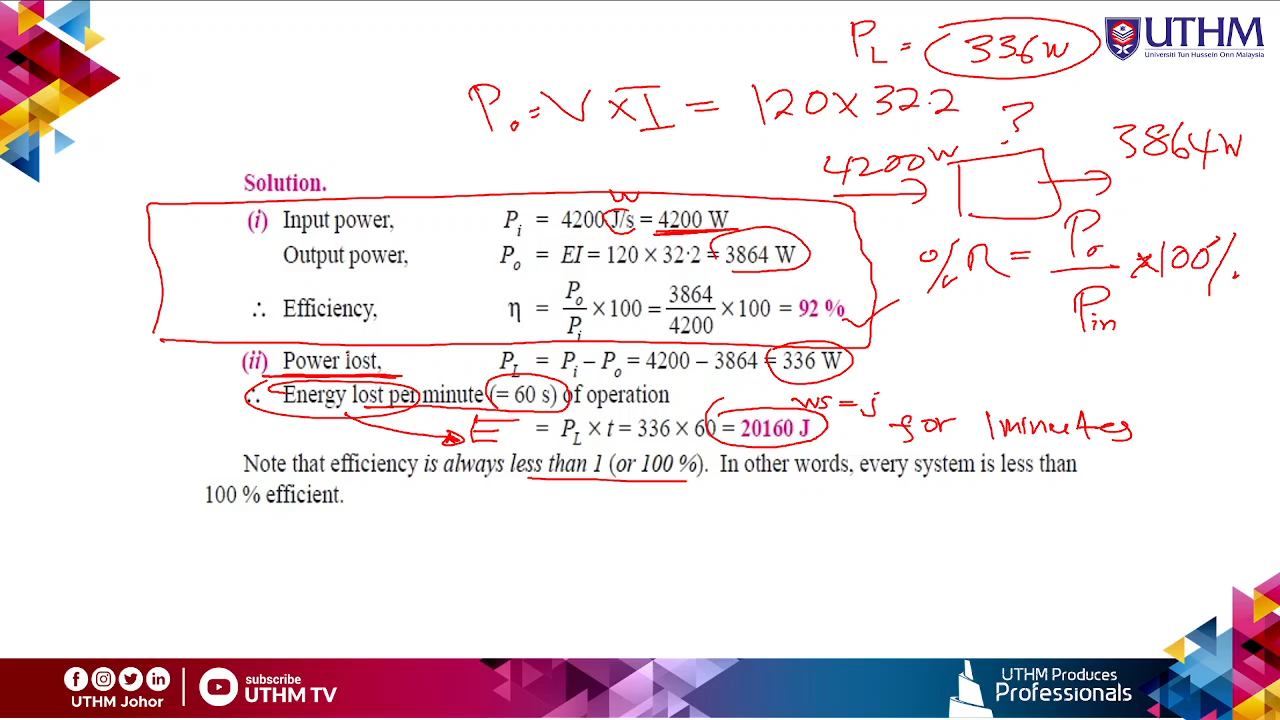 P_L = 336W
UTHM
Universiti Tun Hussein Onn Malaysia
P_o = V × I = 120 × 32.2
?
4200W
3864W
Solution.
W
(i) Input power, P_i = 4200 J/s = 4200 W
Output power, P_o = EI = 120 × 32·2 = 3864 W
%R = P_o / P_in × 100%
∴ Efficiency, η = P_o / P_i × 100 = 3864 / 4200 × 100 = 92 %
(ii) Power lost, P_L = P_i – P_o = 4200 – 3864 = 336 W
∴ Energy lost per minute (= 60 s) of operation
Ws = J
E = P_L × t = 336 × 60 = 20160 J for 1 minutes
Note that efficiency is always less than 1 (or 100 %). In other words, every system is less than
100 % efficient.
UTHM Johor
subscribe
UTHM TV
UTHM Produces
Professionals